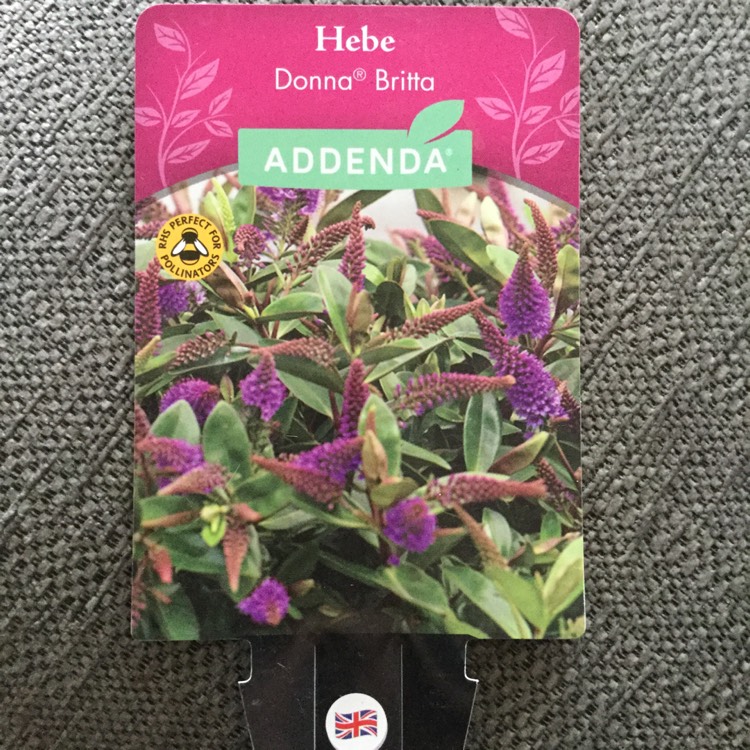 Hebe
Donna® Britta
ADDENDA®
RHS PERFECT FOR
POLLINATORS